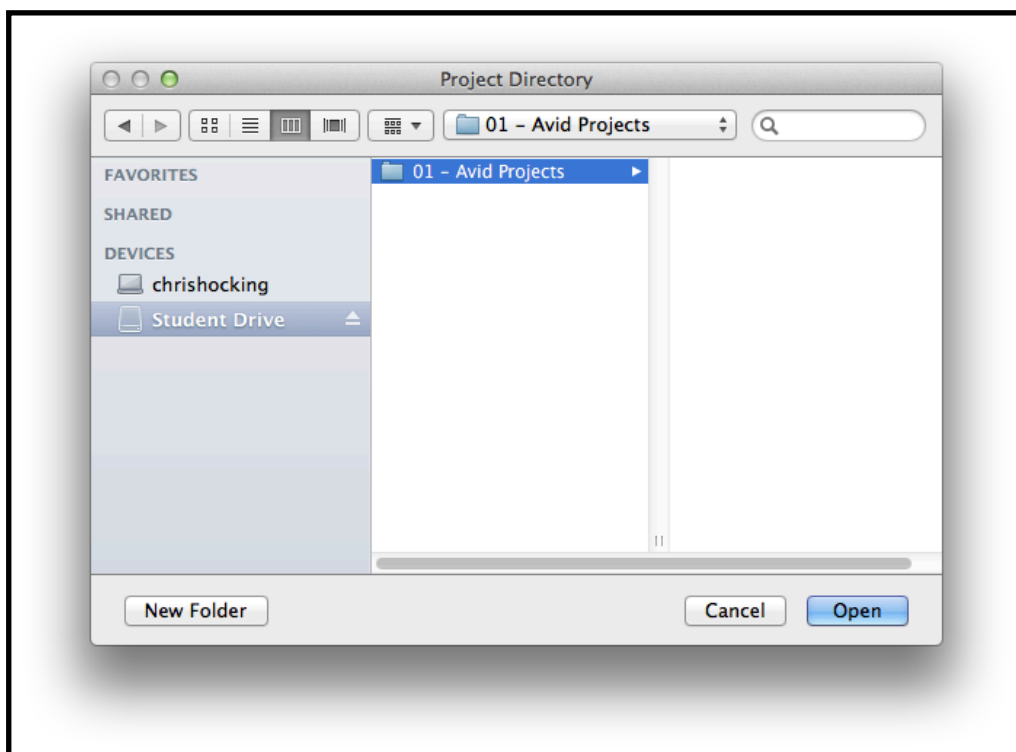 Project Directory
01 – Avid Projects
FAVORITES
01 – Avid Projects
SHARED
DEVICES
chrishocking
Student Drive
New Folder
Cancel
Open